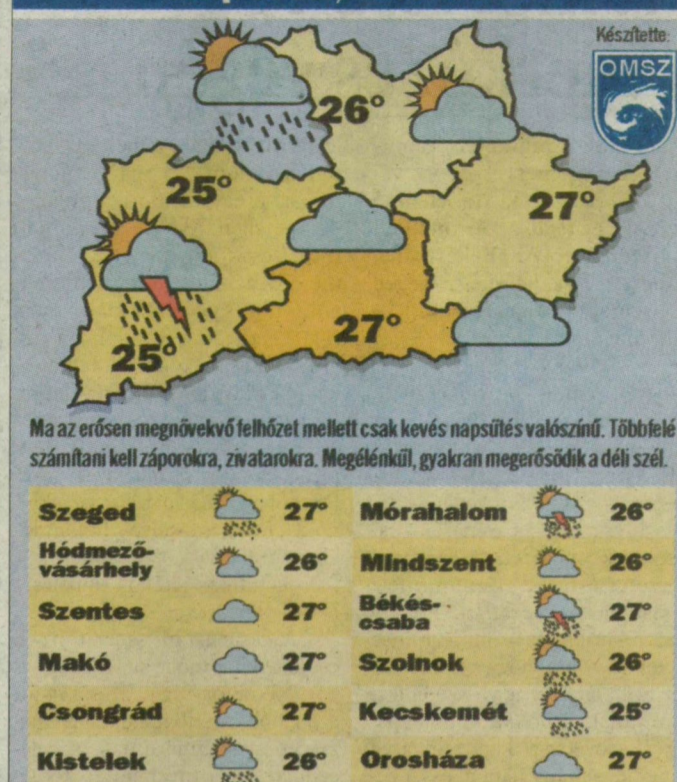 Készítette:
OMSZ
26°
25°
27°
27°
25°
Ma az erősen megnövekvő felhőzet mellett csak kevés napsütés valószínű. Többfelé
számítani kell záporokra, zivatarokra. Megélénkül, gyakran megerősödik a déli szél.
Szeged 27° Mórahalom 26°
Hódmező-
vásárhely 26° Mindszent 26°
Szentes 27° Békés-
csaba 27°
Makó 27° Szolnok 26°
Csongrád 27° Kecskemét 25°
Kistelek 26° Orosháza 27°